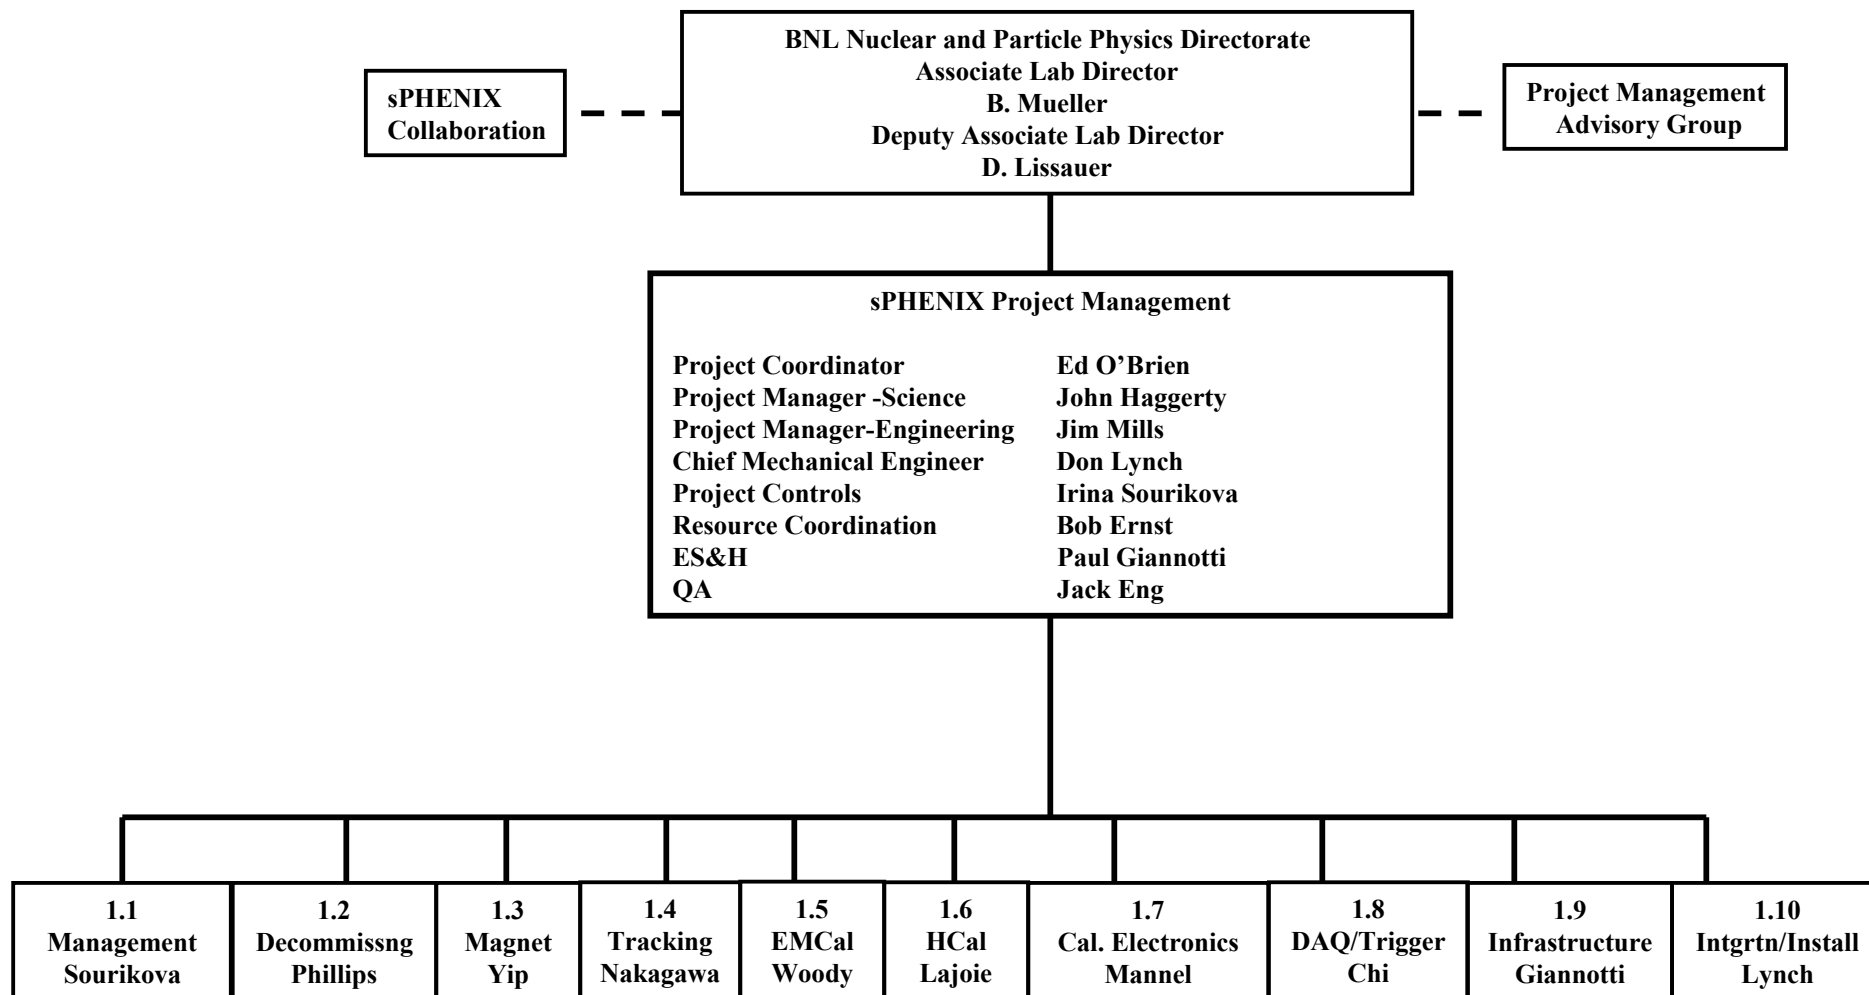 BNL Nuclear and Particle Physics Directorate
Associate Lab Director
B. Mueller
Deputy Associate Lab Director
D. Lissauer
sPHENIX
Collaboration
Project Management
Advisory Group
sPHENIX Project Management
Project Coordinator Ed O’Brien
Project Manager -Science John Haggerty
Project Manager-Engineering Jim Mills
Chief Mechanical Engineer Don Lynch
Project Controls Irina Sourikova
Resource Coordination Bob Ernst
ES&H Paul Giannotti
QA Jack Eng
1.1
Management
Sourikova
1.2
Decommissng
Phillips
1.3
Magnet
Yip
1.4
Tracking
Nakagawa
1.5
EMCal
Woody
1.6
HCal
Lajoie
1.7
Cal. Electronics
Mannel
1.8
DAQ/Trigger
Chi
1.9
Infrastructure
Giannotti
1.10
Intgrtn/Install
Lynch